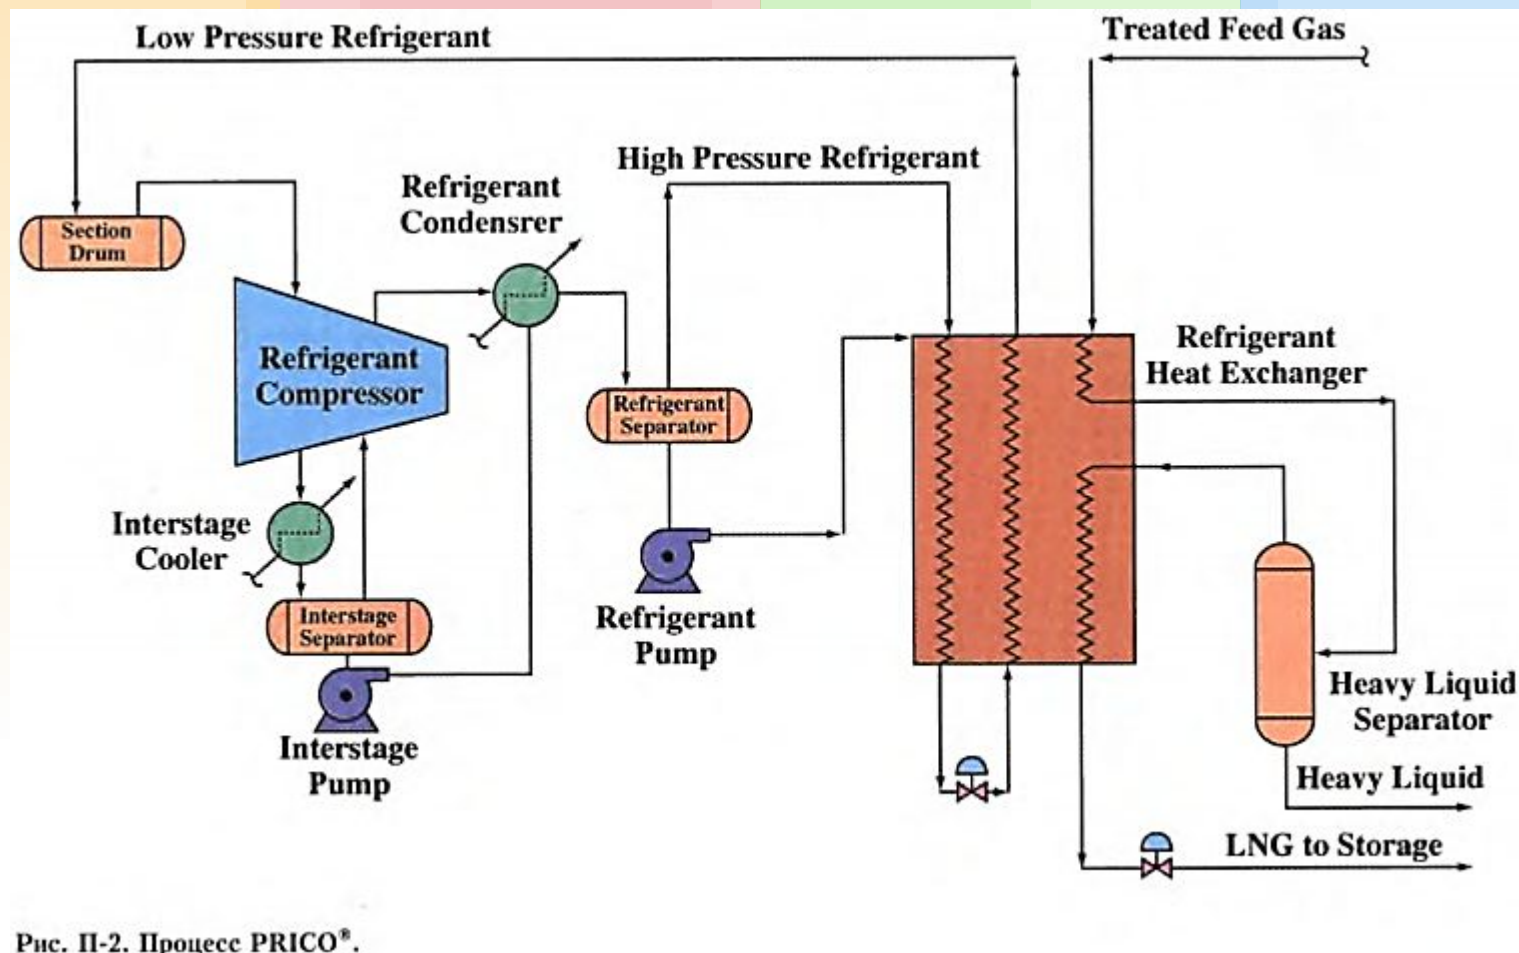 Low Pressure Refrigerant
Treated Feed Gas
High Pressure Refrigerant
Refrigerant
Condensrer
Section
Drum
Refrigerant
Compressor
Refrigerant
Separator
Refrigerant
Heat Exchanger
Interstage
Cooler
Interstage
Separator
Refrigerant
Pump
Interstage
Pump
Heavy Liquid
Separator
Heavy Liquid
LNG to Storage
Рис. П-2. Процесс PRICO®.